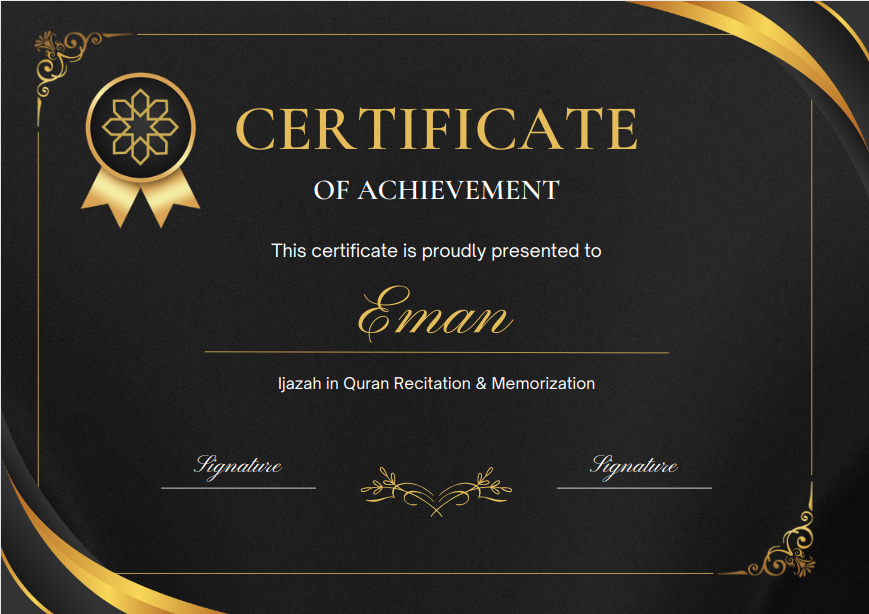 CERTIFICATE
OF ACHIEVEMENT
This certificate is proudly presented to
Eman
Ijazah in Quran Recitation & Memorization
Signature
Signature